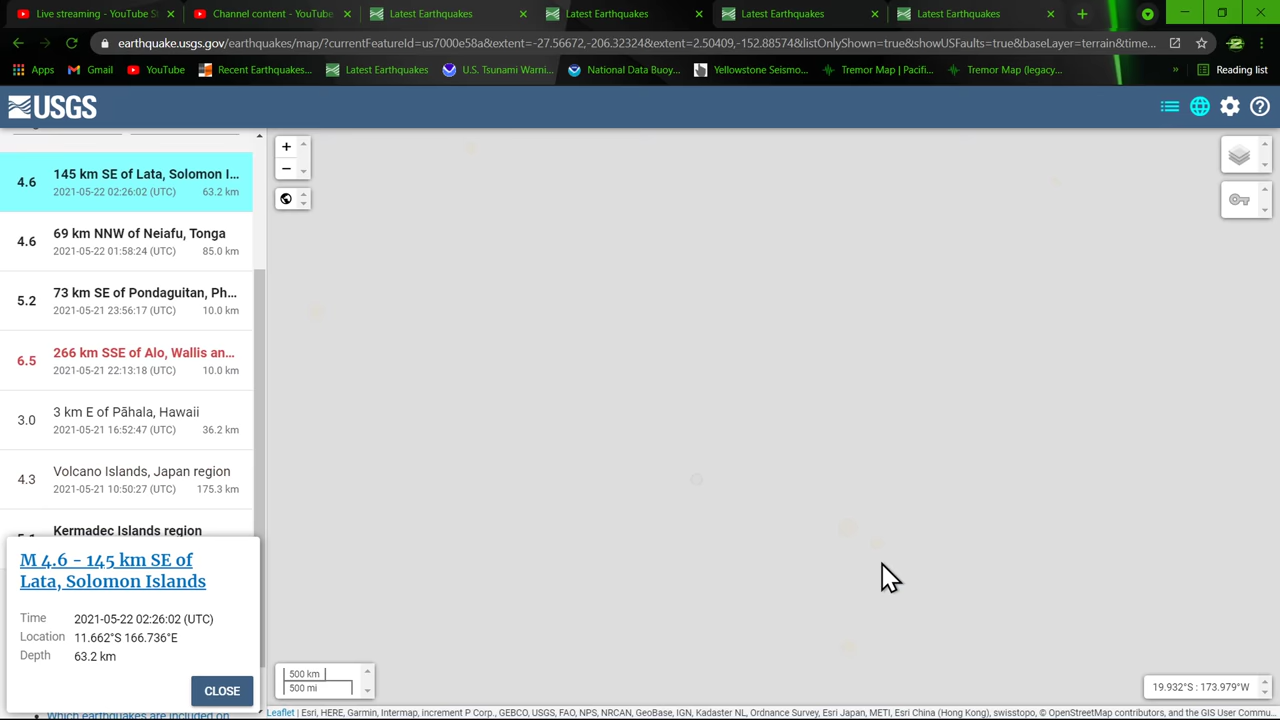 Live streaming - YouTube S
Channel content - YouTube
Latest Earthquakes
Latest Earthquakes
Latest Earthquakes
Latest Earthquakes
earthquake.usgs.gov/earthquakes/map/?currentFeatureId=us7000e58a&extent=-27.56672,-206.32324&extent=2.50409,-152.88574&listOnlyShown=true&showUSFaults=true&baseLayer=terrain&time...
Apps
Gmail
YouTube
Recent Earthquakes...
Latest Earthquakes
U.S. Tsunami Warni...
National Data Buoy...
Yellowstone Seismo...
Tremor Map | Pacifi...
Tremor Map (legacy...
»
Reading list
USGS
4.6
145 km SE of Lata, Solomon I...
2021-05-22 02:26:02 (UTC) 63.2 km
4.6
69 km NNW of Neiafu, Tonga
2021-05-22 01:58:24 (UTC) 85.0 km
5.2
73 km SE of Pondaguitan, Ph...
2021-05-21 23:56:17 (UTC) 10.0 km
6.5
266 km SSE of Alo, Wallis an...
2021-05-21 22:13:18 (UTC) 10.0 km
3.0
3 km E of Pāhala, Hawaii
2021-05-21 16:52:47 (UTC) 36.2 km
4.3
Volcano Islands, Japan region
2021-05-21 10:50:27 (UTC) 175.3 km
Kermadec Islands region
M 4.6 - 145 km SE of
Lata, Solomon Islands
Time 2021-05-22 02:26:02 (UTC)
Location 11.662°S 166.736°E
Depth 63.2 km
CLOSE
Which earthquakes are included on
+
−
500 km
500 mi
19.932°S : 173.979°W
Leaflet | Esri, HERE, Garmin, Intermap, increment P Corp., GEBCO, USGS, FAO, NPS, NRCAN, GeoBase, IGN, Kadaster NL, Ordnance Survey, Esri Japan, METI, Esri China (Hong Kong), swisstopo, © OpenStreetMap contributors, and the GIS User Commu...